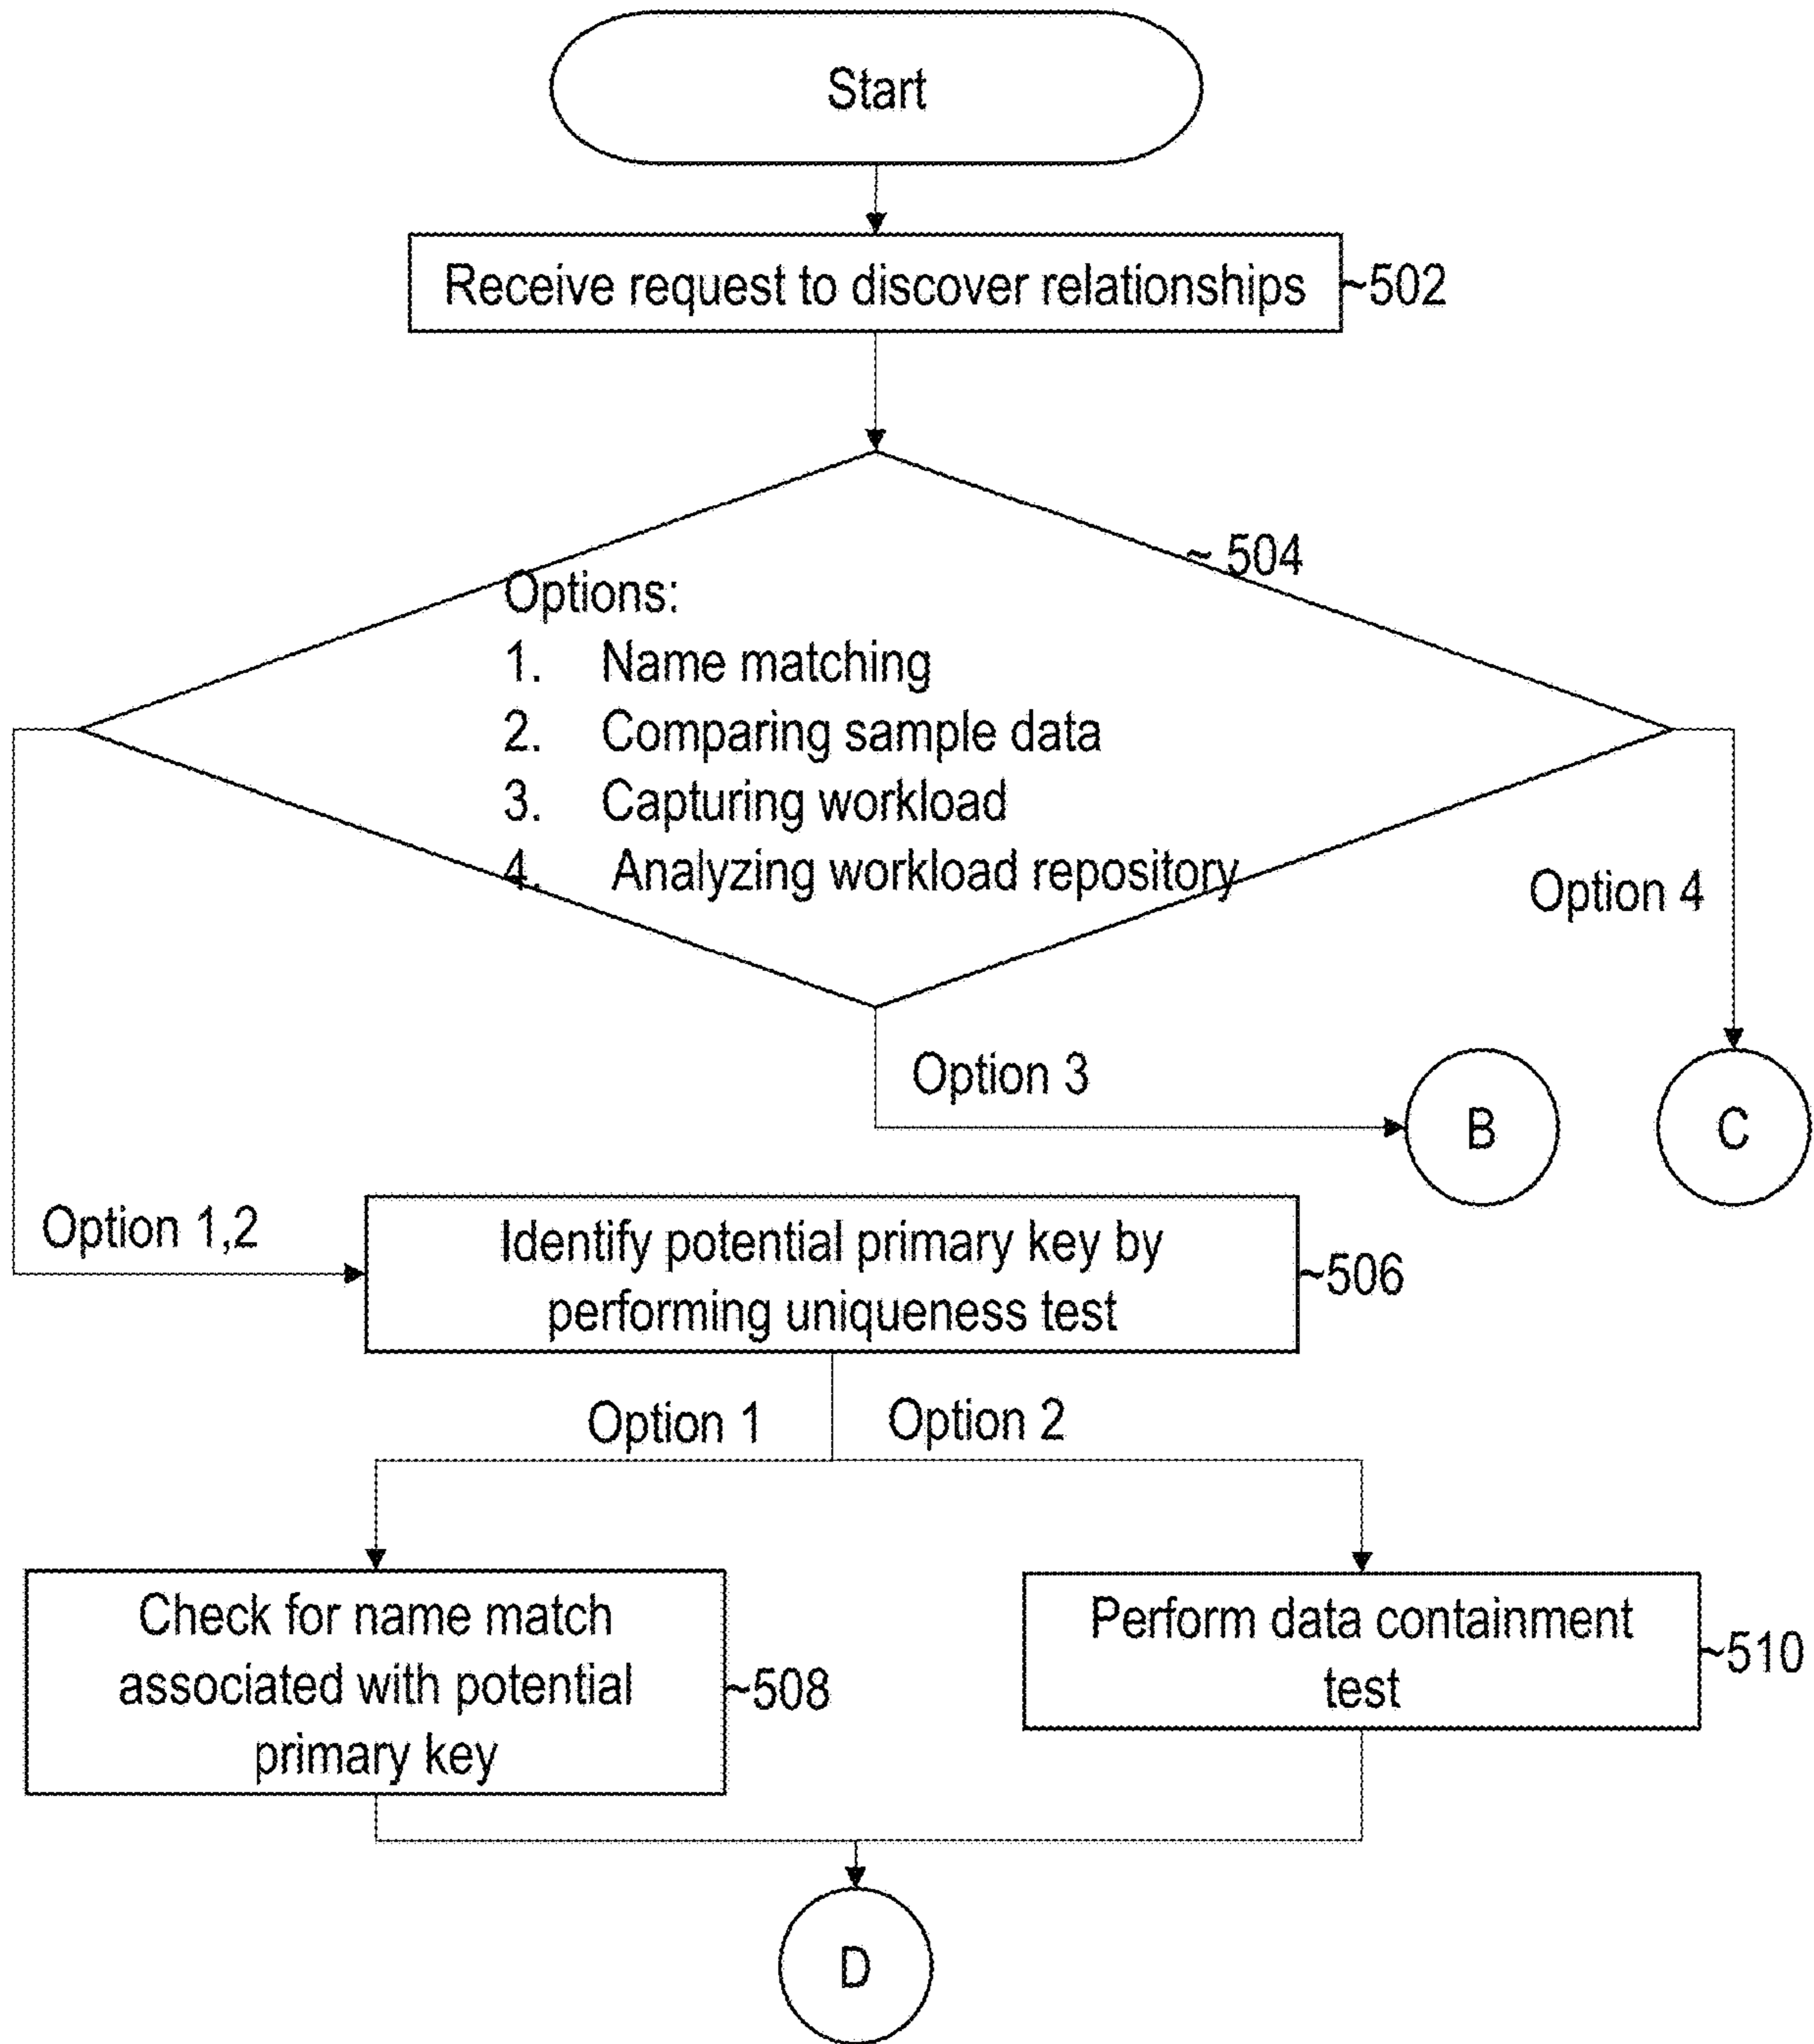 Start
Receive request to discover relationships ~502
~ 504
Options:
1. Name matching
2. Comparing sample data
3. Capturing workload
4. Analyzing workload repository
Option 4
Option 3
B
C
Option 1,2
Identify potential primary key by
performing uniqueness test
~506
Option 1
Option 2
Check for name match
associated with potential
primary key
~508
Perform data containment
test
~510
D